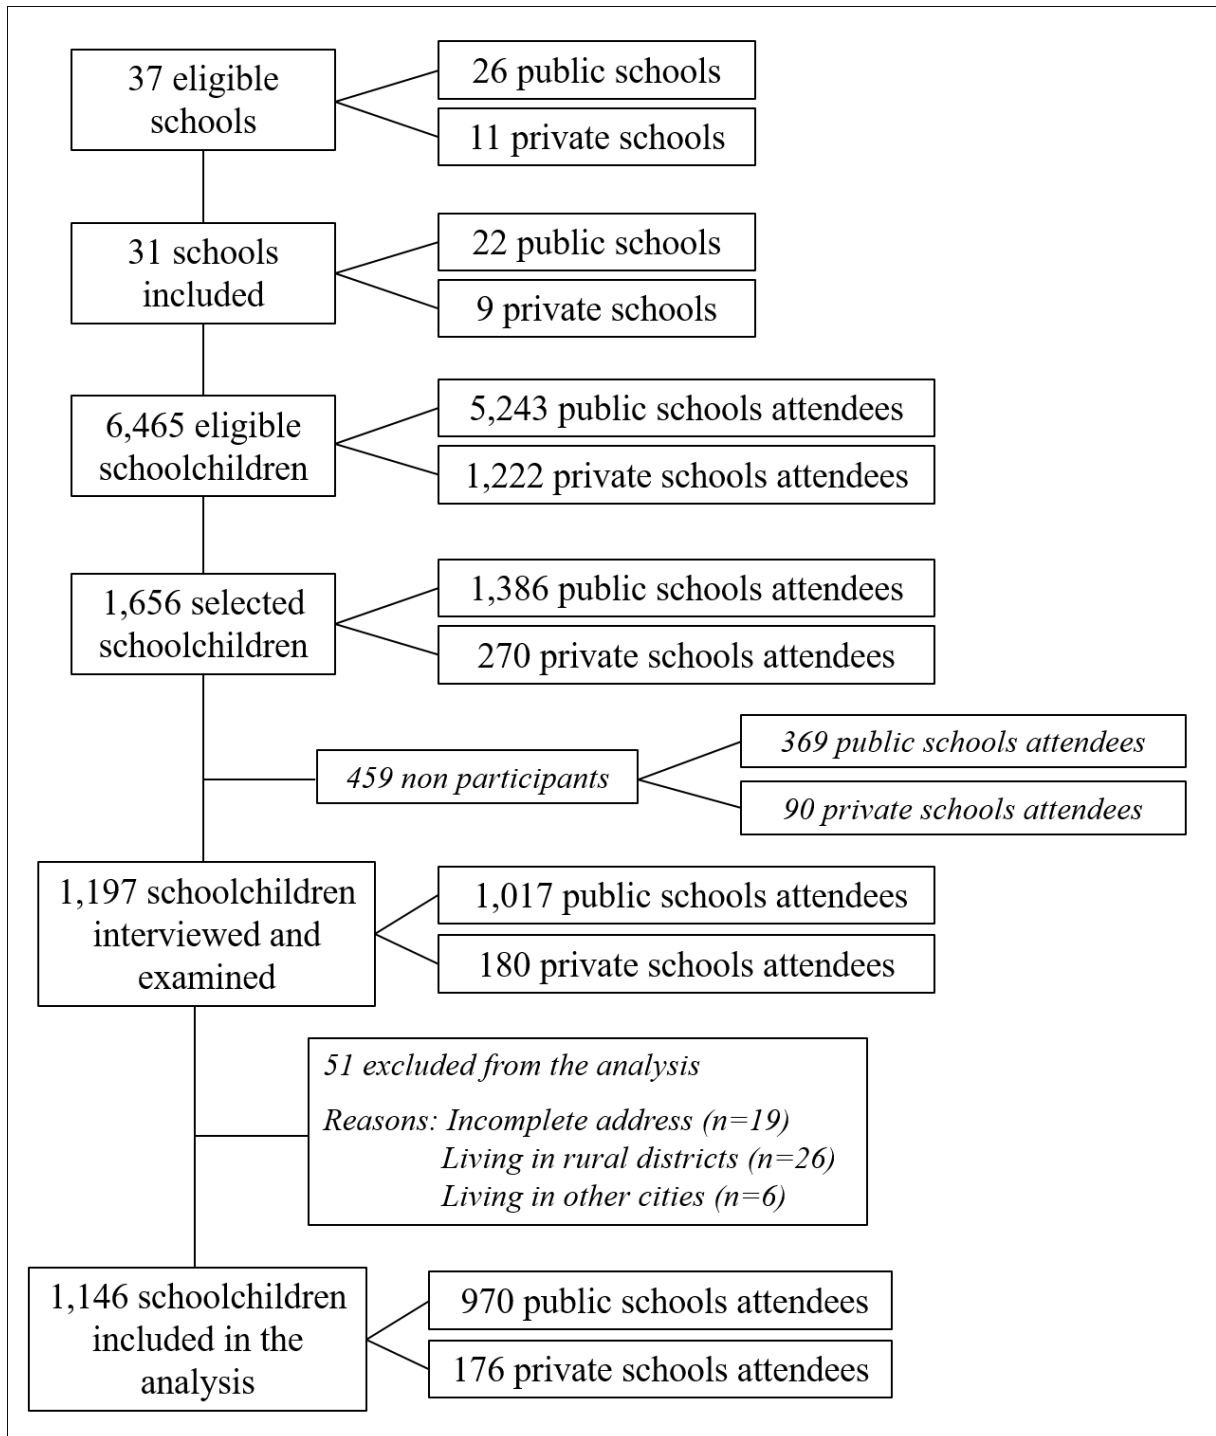 37 eligible
schools
26 public schools
11 private schools
31 schools
included
22 public schools
9 private schools
6,465 eligible
schoolchildren
5,243 public schools attendees
1,222 private schools attendees
1,656 selected
schoolchildren
1,386 public schools attendees
270 private schools attendees
459 non participants
369 public schools attendees
90 private schools attendees
1,197 schoolchildren
interviewed and
examined
1,017 public schools attendees
180 private schools attendees
51 excluded from the analysis
Reasons: Incomplete address (n=19)
Living in rural districts (n=26)
Living in other cities (n=6)
1,146 schoolchildren
included in the
analysis
970 public schools attendees
176 private schools attendees